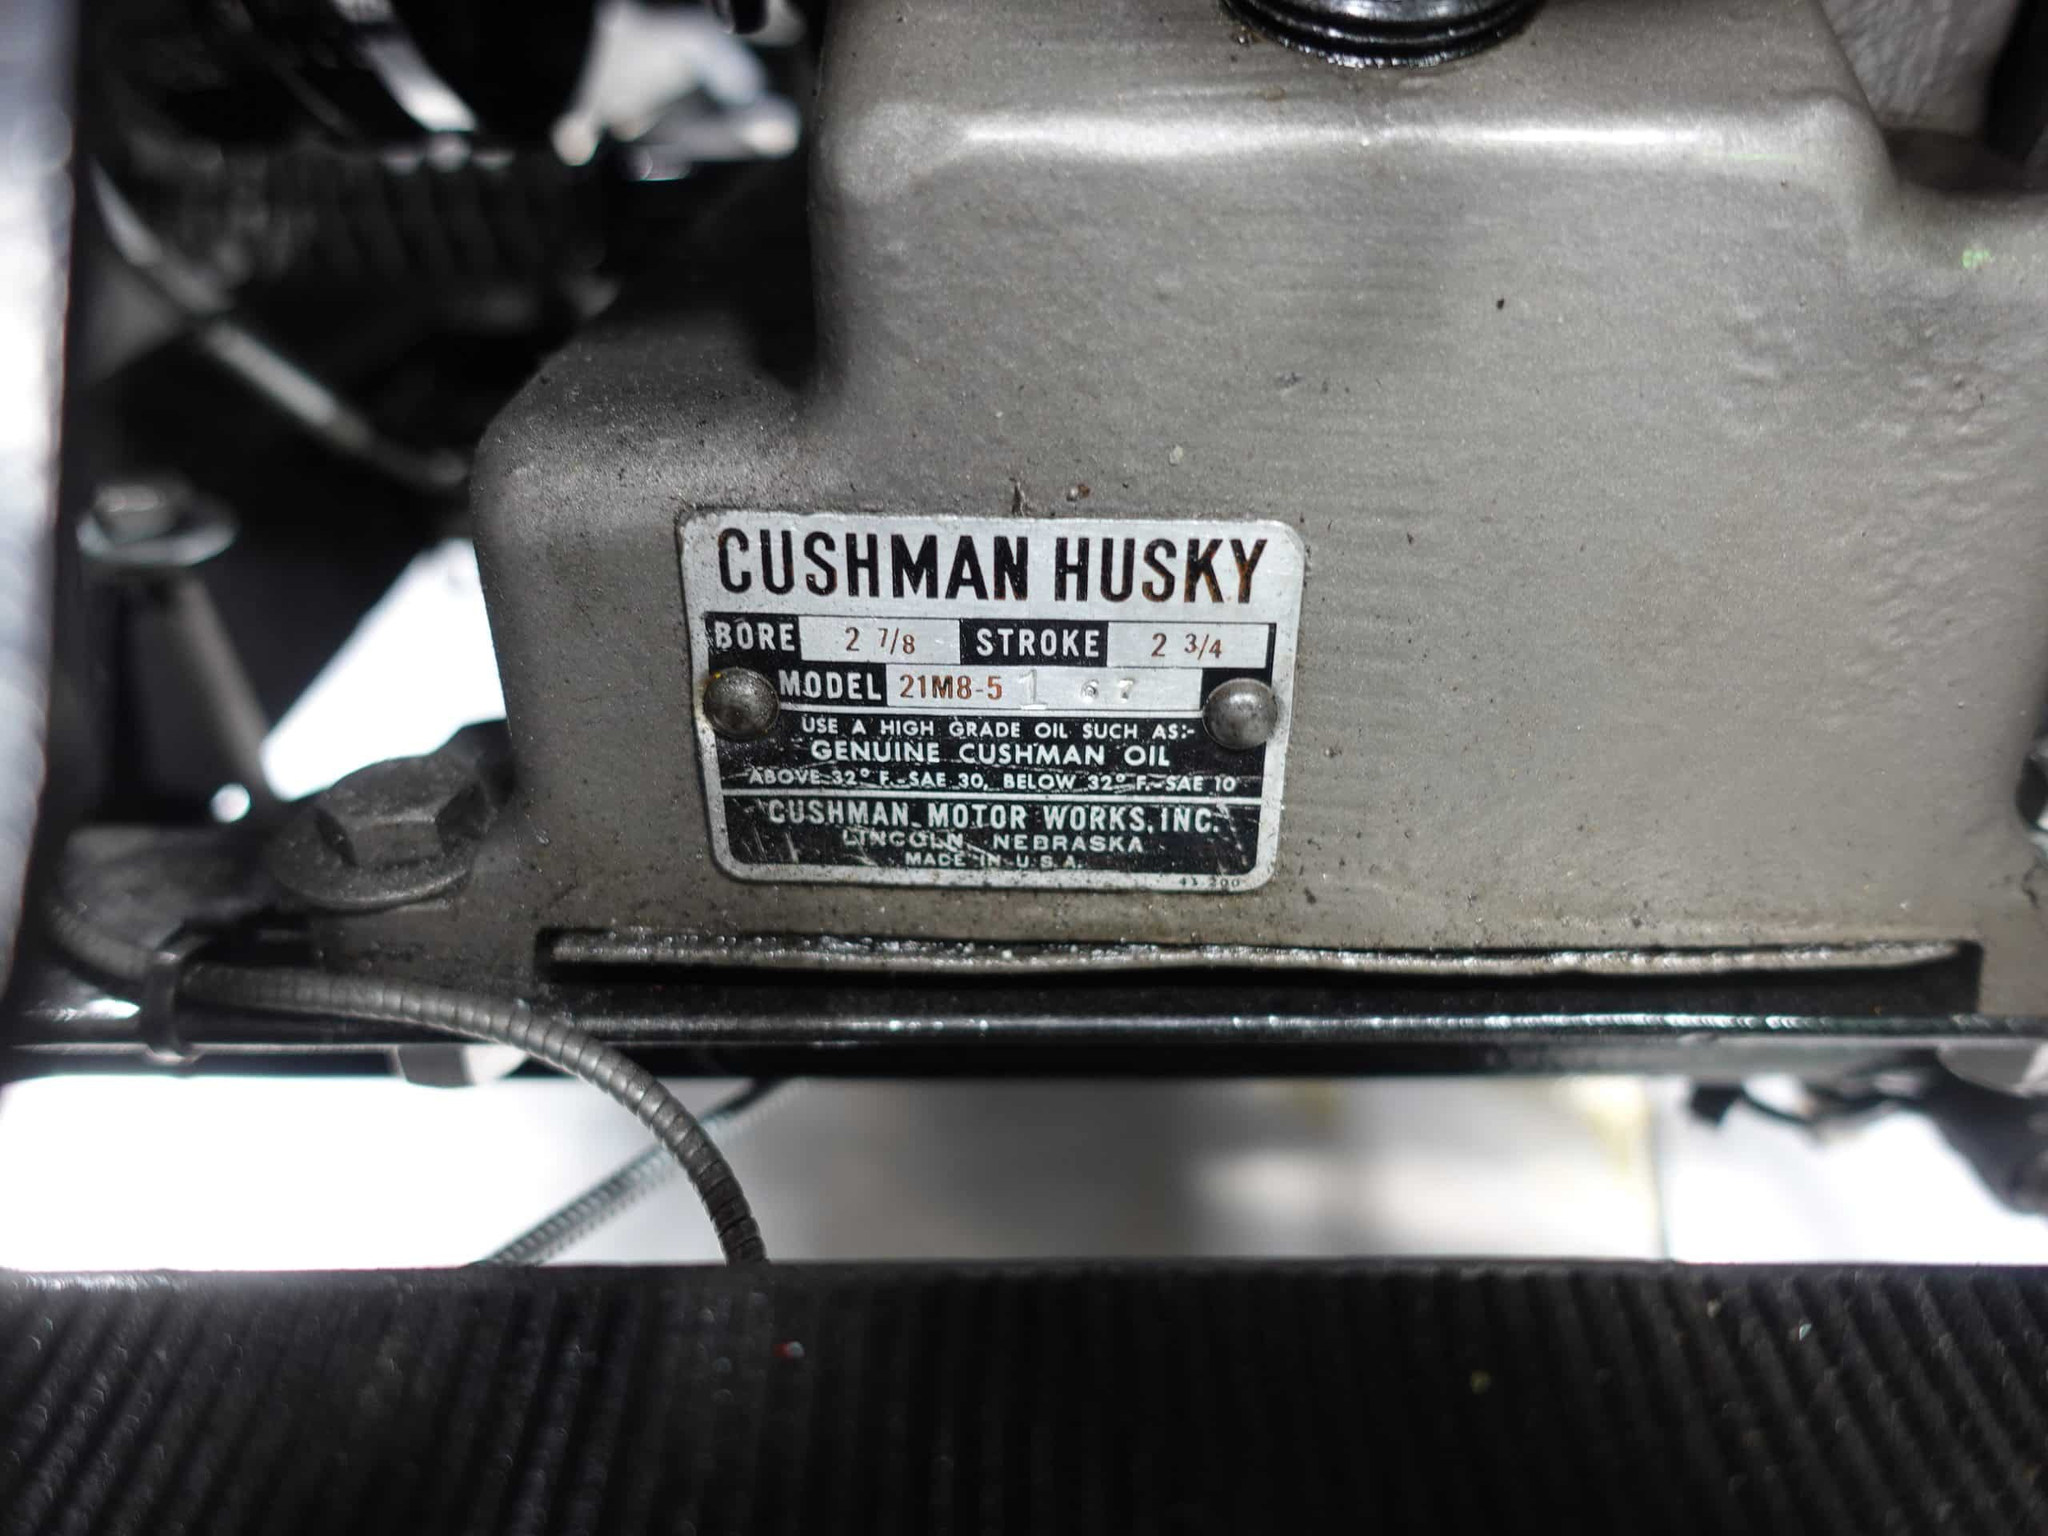 CUSHMAN HUSKY
BORE 2 7/8 STROKE 2 3/4
MODEL 21M8-5 1 67
USE A HIGH GRADE OIL SUCH AS:-
GENUINE CUSHMAN OIL
ABOVE 32° F.-SAE 30, BELOW 32° F.-SAE 10
CUSHMAN MOTOR WORKS, INC.
LINCOLN, NEBRASKA
MADE IN U.S.A.